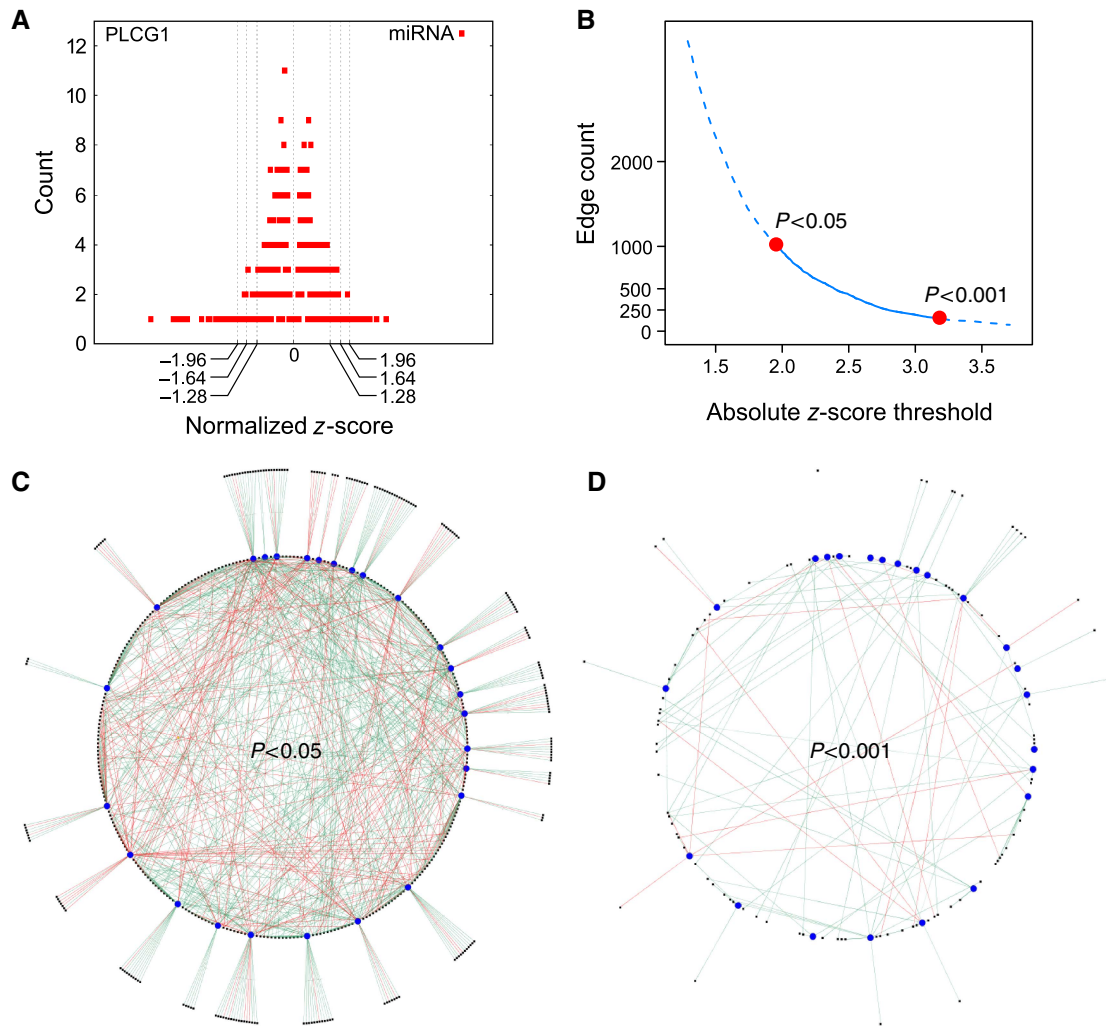 A
PLCG1
miRNA
12
10
8
6
4
2
0
Count
−1.96
−1.64
−1.28
0
1.96
1.64
1.28
Normalized z-score
B
2000
1000
500
250
0
Edge count
P<0.05
P<0.001
1.5
2.0
2.5
3.0
3.5
Absolute z-score threshold
C
P<0.05
D
P<0.001